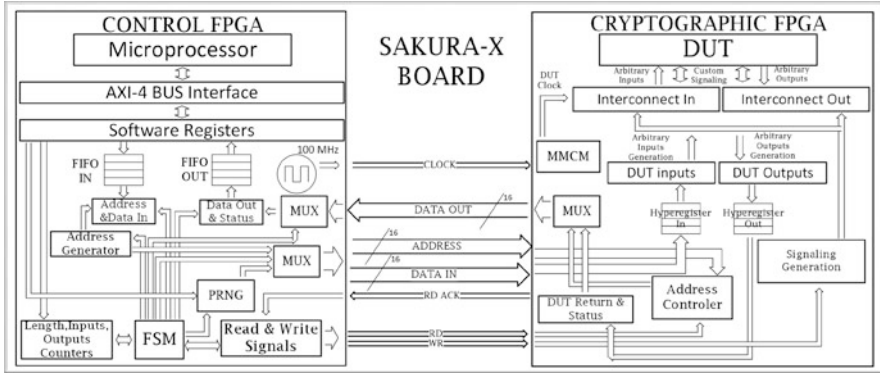 CONTROL FPGA
Microprocessor
AXI-4 BUS Interface
Software Registers
FIFO
IN
FIFO
OUT
100 MHz
Address
&Data In
Data Out
& Status
MUX
Address
Generator
MUX
PRNG
Length,Inputs,
Outputs
Counters
FSM
Read & Write
Signals
SAKURA-X
BOARD
CLOCK
16
DATA OUT
16
ADDRESS
16
DATA IN
RD ACK
RD
WR
CRYPTOGRAPHIC FPGA
DUT
DUT
Clock
Arbitrary
Inputs
Custom
Signaling
Arbitrary
Outputs
Interconnect In
Interconnect Out
MMCM
Arbitrary
Inputs
Generation
Arbitrary
Outputs
Generation
DUT inputs
DUT Outputs
MUX
Hyperegister
In
Hyperegister
Out
Signaling
Generation
DUT Return &
Status
Address
Controler